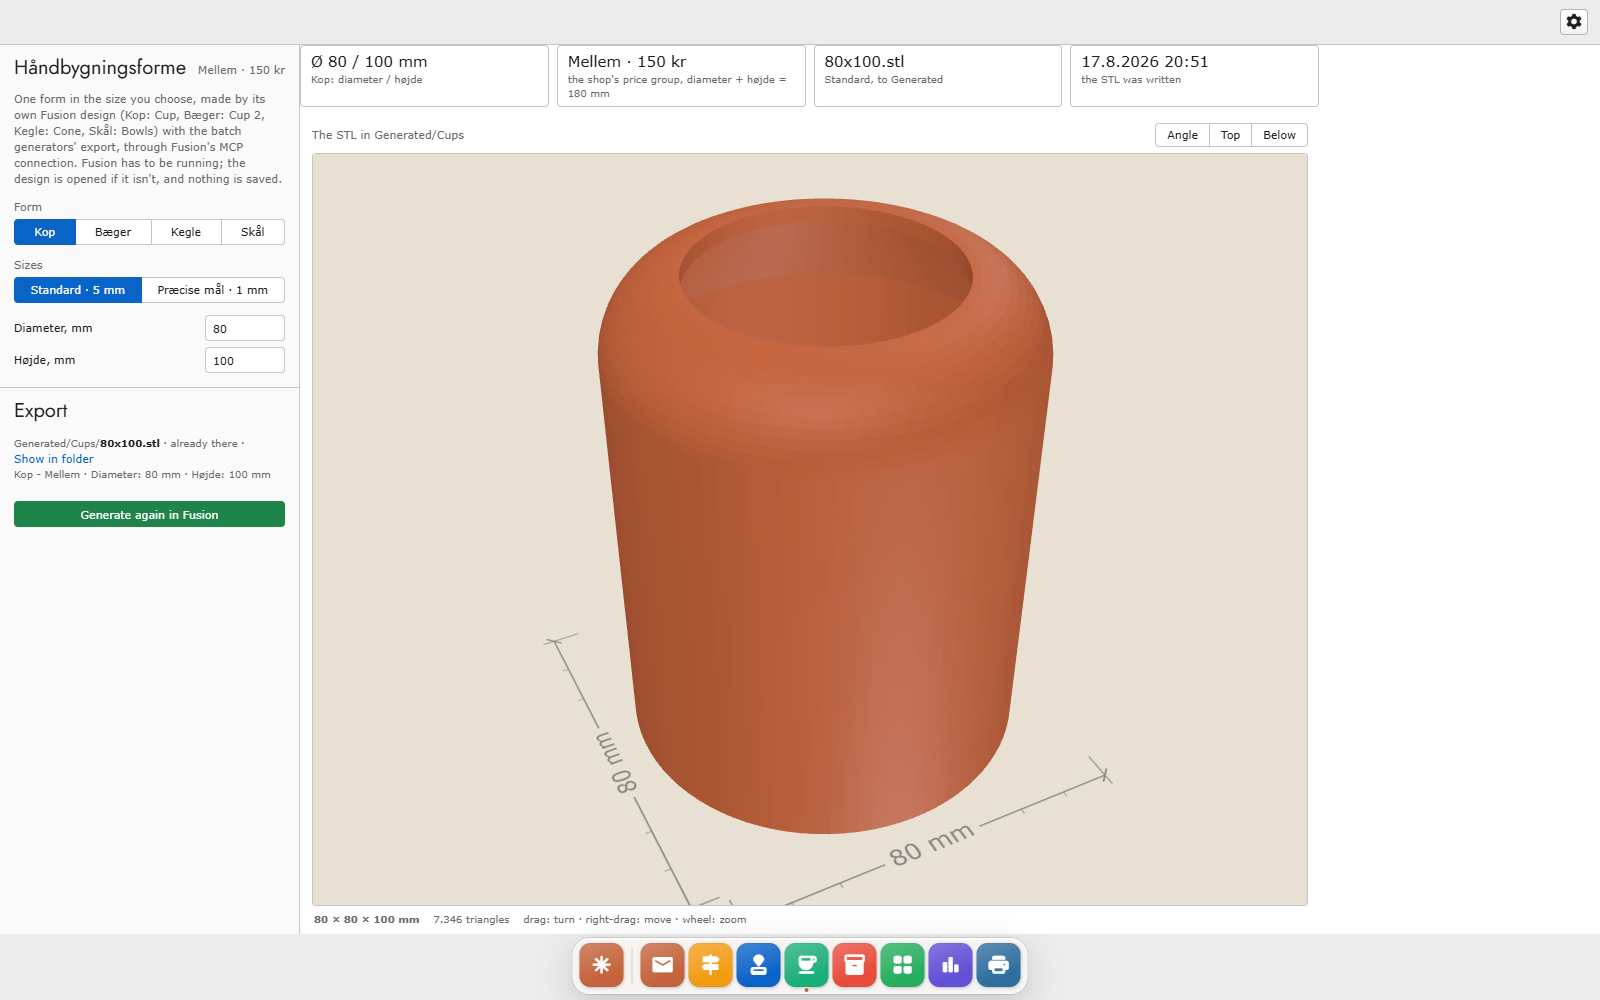 Håndbygningsforme
Mellem · 150 kr
One form in the size you choose, made by its
own Fusion design (Kop: Cup, Bæger: Cup 2,
Kegle: Cone, Skål: Bowls) with the batch
generators' export, through Fusion's MCP
connection. Fusion has to be running; the
design is opened if it isn't, and nothing is saved.
Form
Kop
Bæger
Kegle
Skål
Sizes
Standard · 5 mm
Præcise mål · 1 mm
Diameter, mm
80
Højde, mm
100
Export
Generated/Cups/80x100.stl · already there ·
Show in folder
Kop - Mellem · Diameter: 80 mm · Højde: 100 mm
Generate again in Fusion
Ø 80 / 100 mm
Kop: diameter / højde
Mellem · 150 kr
the shop's price group, diameter + højde =
180 mm
80x100.stl
Standard, to Generated
17.8.2026 20:51
the STL was written
The STL in Generated/Cups
Angle
Top
Below
80 mm
80 mm
80 × 80 × 100 mm
7.346 triangles
drag: turn · right-drag: move · wheel: zoom